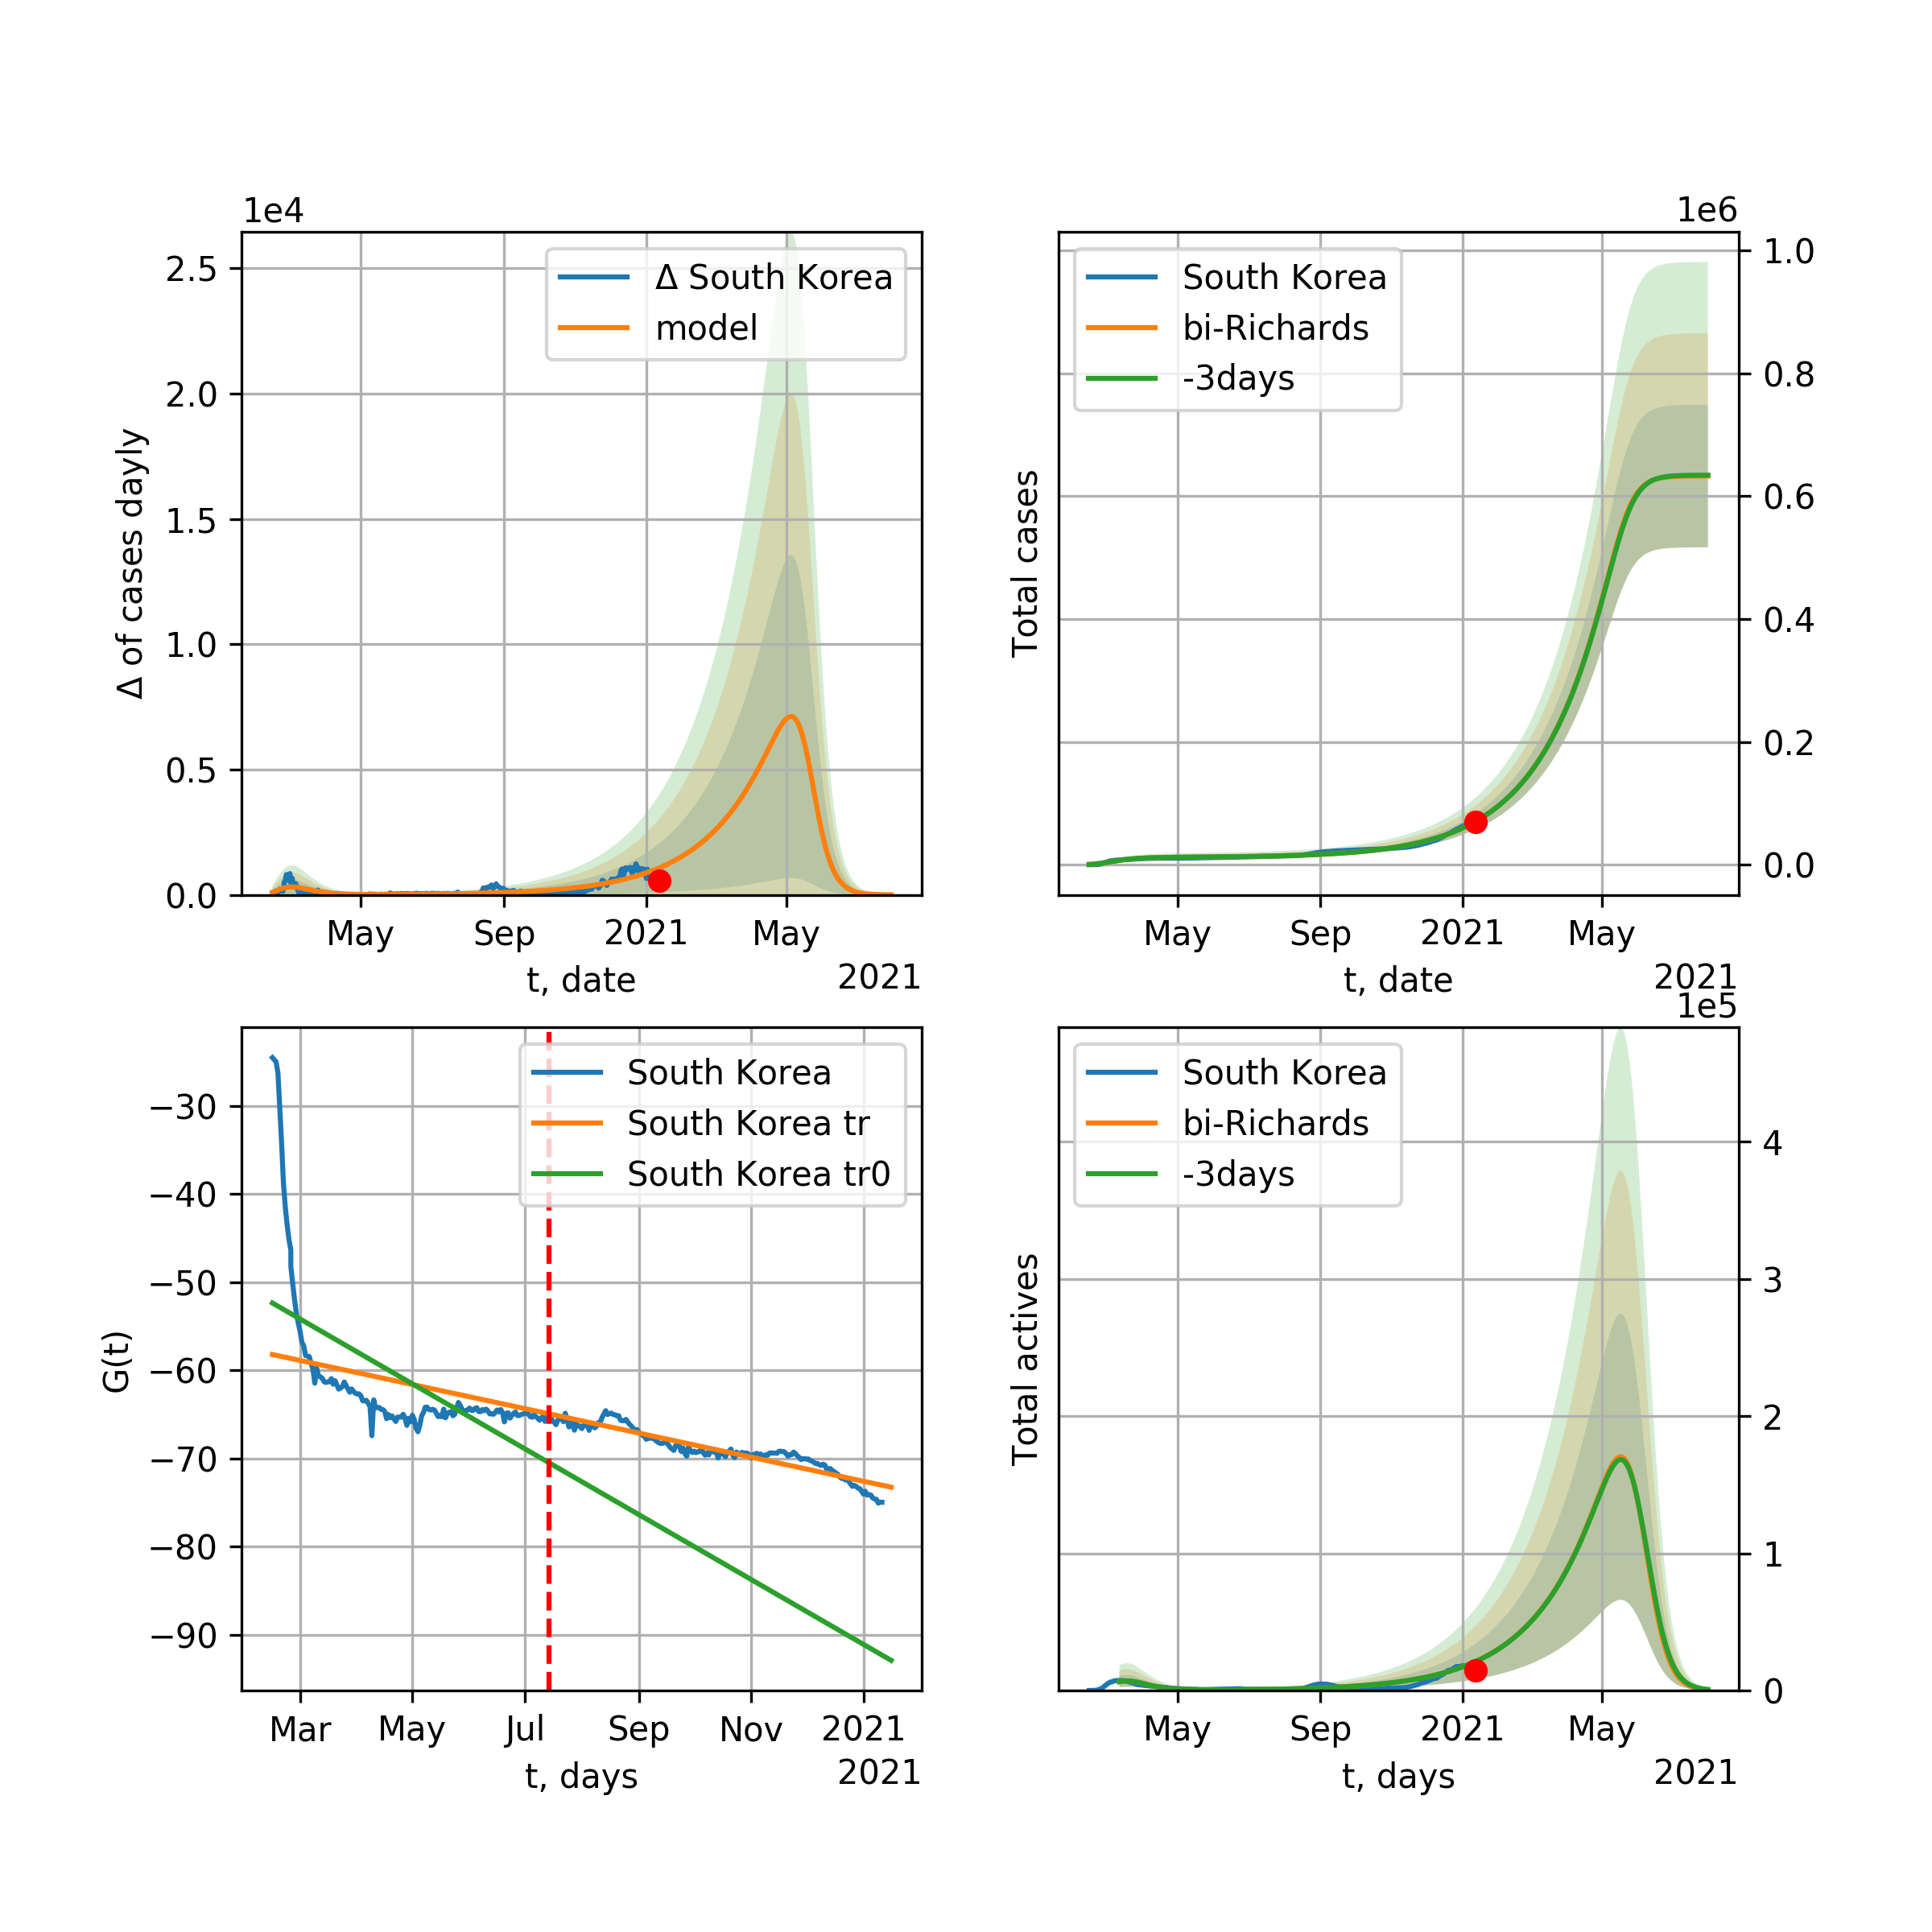 1e4
2.5
2.0
1.5
1.0
0.5
0.0
Δ of cases dayly
Δ South Korea
model
May
Sep
2021
May
t, date
2021
1e6
1.0
0.8
0.6
0.4
0.2
0.0
Total cases
South Korea
bi-Richards
-3days
May
Sep
2021
May
t, date
2021
−30
−40
−50
−60
−70
−80
−90
G(t)
South Korea
South Korea tr
South Korea tr0
Mar
May
Jul
Sep
Nov
2021
t, days
2021
1e5
4
3
2
1
0
Total actives
South Korea
bi-Richards
-3days
May
Sep
2021
May
t, days
2021